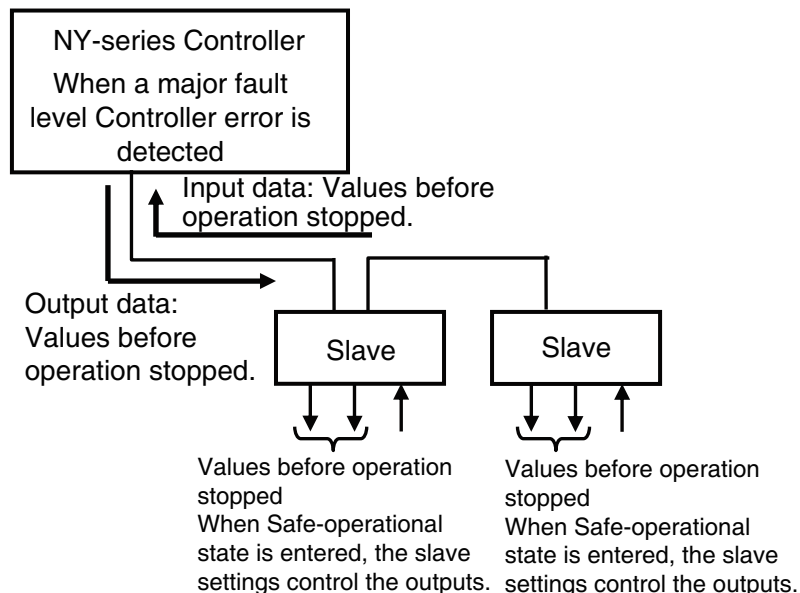 NY-series Controller
When a major fault
level Controller error is
detected
Input data: Values before
operation stopped.
Output data:
Values before
operation stopped.
Slave
Slave
Values before operation
stopped
When Safe-operational
state is entered, the slave
settings control the outputs.
Values before operation
stopped
When Safe-operational
state is entered, the slave
settings control the outputs.